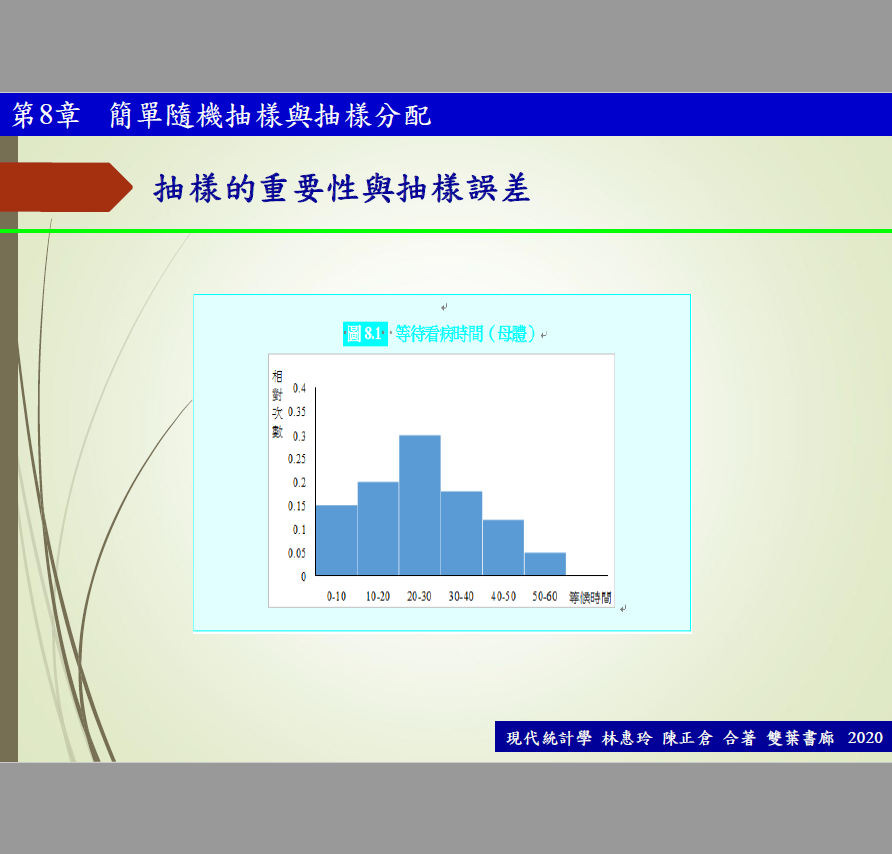 第8章 簡單隨機抽樣與抽樣分配
抽樣的重要性與抽樣誤差
圖 8.1 等待看病時間（母體）
相對次數
0.4
0.35
0.3
0.25
0.2
0.15
0.1
0.05
0
0-10 10-20 20-30 30-40 40-50 50-60 等候時間
現代統計學 林惠玲 陳正倉 合著 雙葉書廊 2020